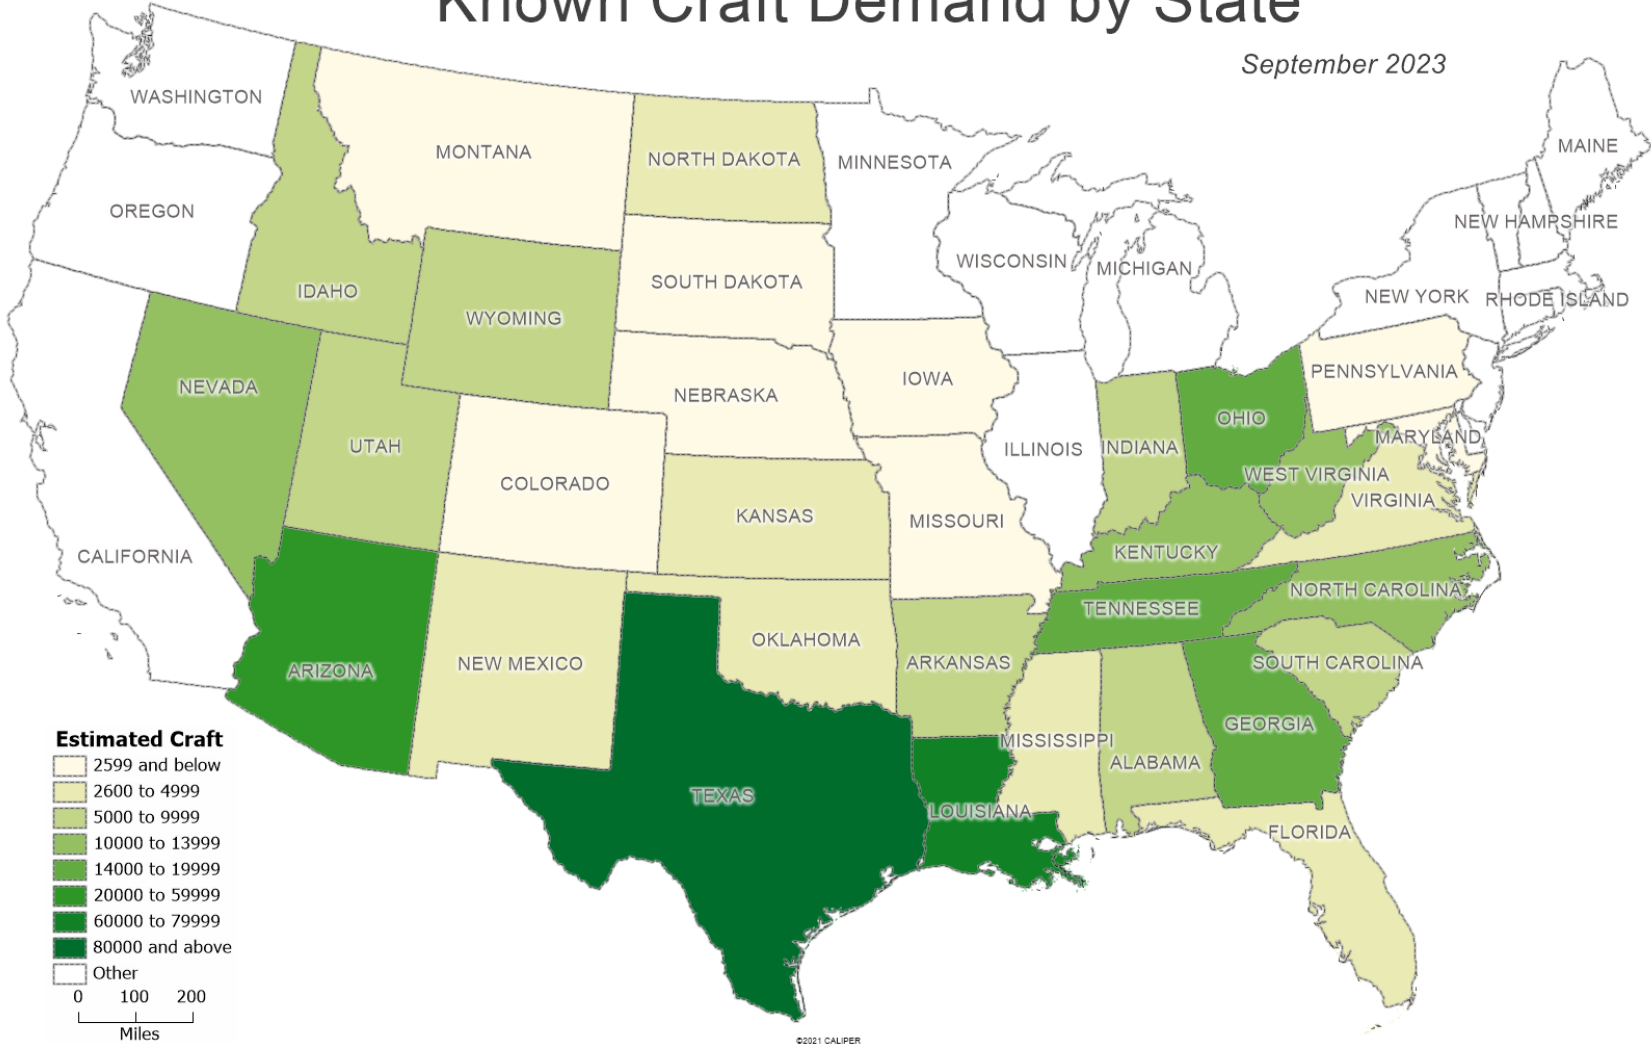 Known Craft Demand by State
September 2023
WASHINGTON
MONTANA
NORTH DAKOTA
MINNESOTA
MAINE
OREGON
NEW HAMPSHIRE
WISCONSIN
MICHIGAN
IDAHO
SOUTH DAKOTA
NEW YORK
RHODE ISLAND
WYOMING
NEVADA
NEBRASKA
IOWA
PENNSYLVANIA
OHIO
UTAH
ILLINOIS
INDIANA
MARYLAND
COLORADO
WEST VIRGINIA
VIRGINIA
KANSAS
MISSOURI
CALIFORNIA
KENTUCKY
NORTH CAROLINA
TENNESSEE
OKLAHOMA
ARIZONA
NEW MEXICO
ARKANSAS
SOUTH CAROLINA
GEORGIA
MISSISSIPPI
ALABAMA
TEXAS
LOUISIANA
FLORIDA
Estimated Craft
2599 and below
2600 to 4999
5000 to 9999
10000 to 13999
14000 to 19999
20000 to 59999
60000 to 79999
80000 and above
Other
0 100 200
Miles
©2021 CALIPER